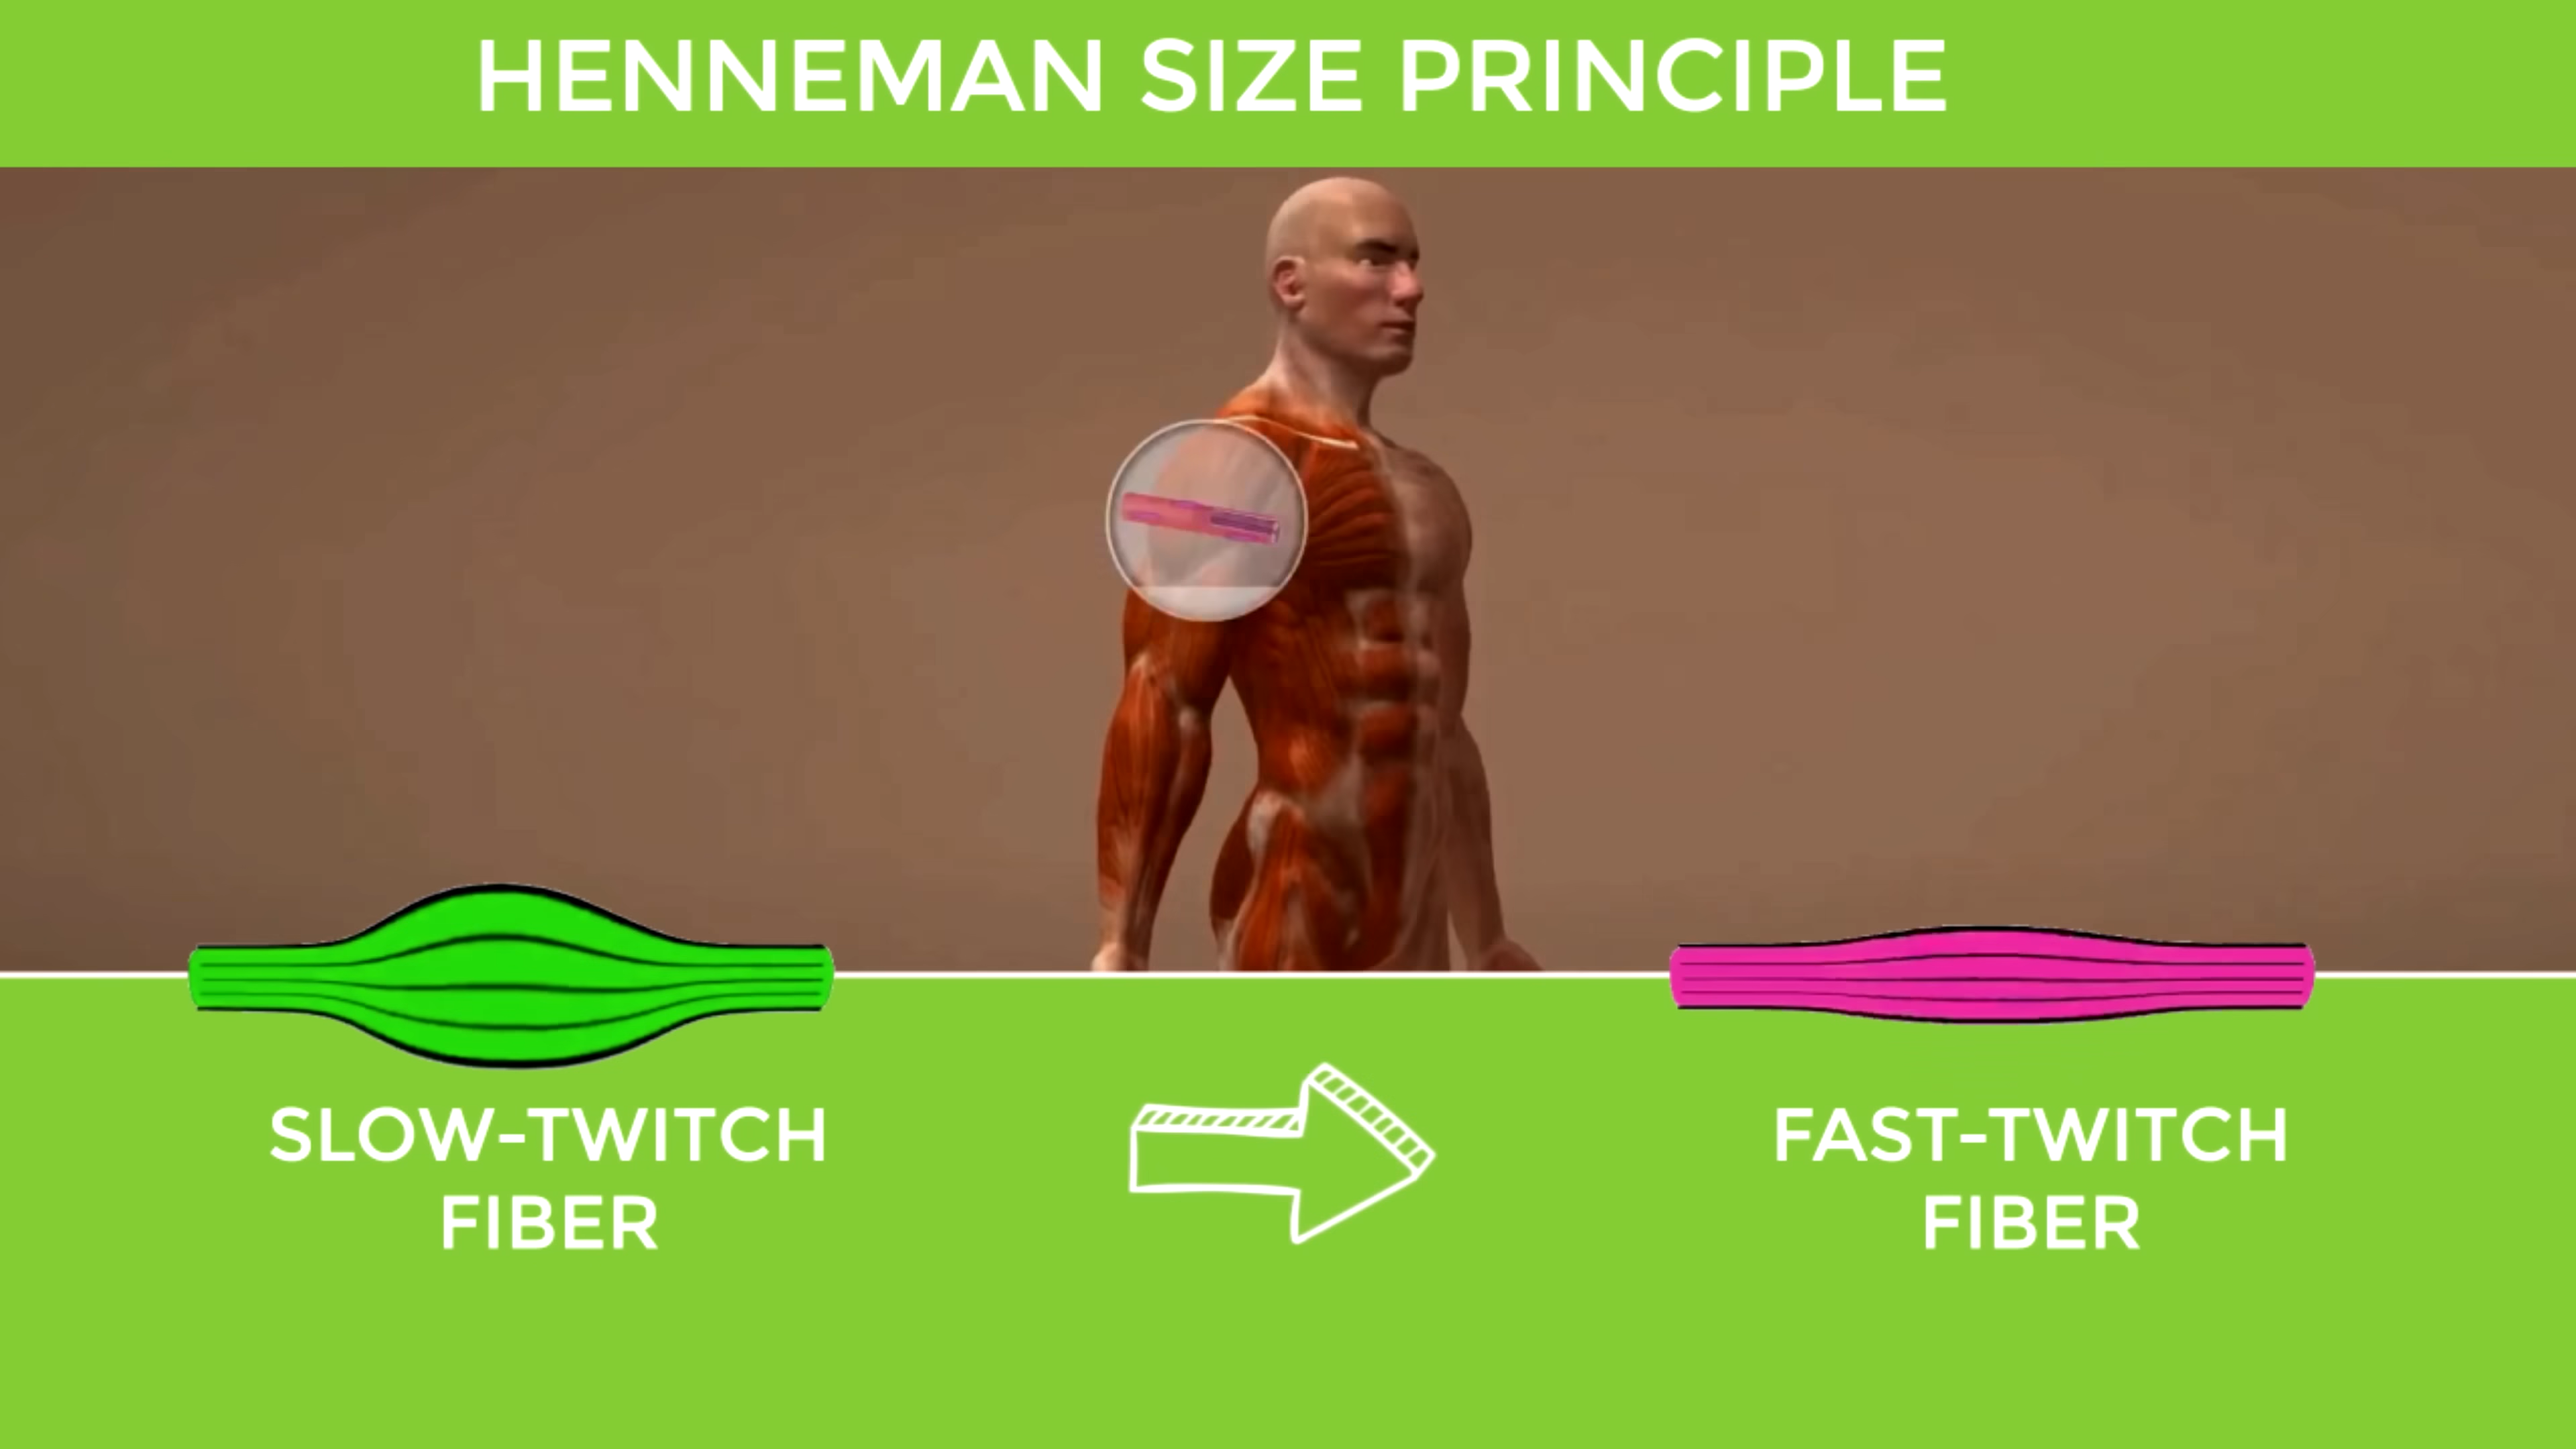 HENNEMAN SIZE PRINCIPLE
SLOW-TWITCH
FIBER
FAST-TWITCH
FIBER